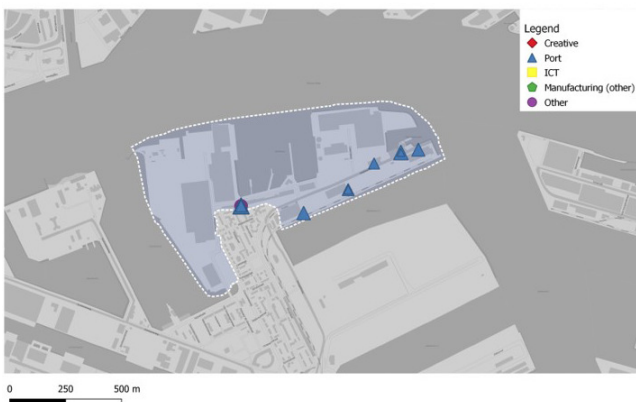 Legend
Creative
Port
ICT
Manufacturing (other)
Other
0 250 500 m